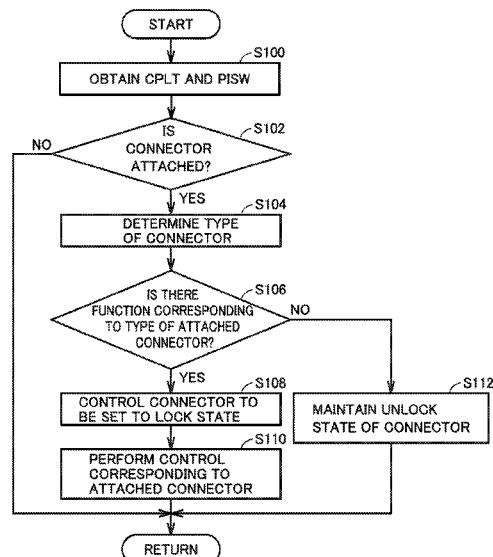 START
S100
OBTAIN CPLT AND PISW
S102
IS
CONNECTOR
ATTACHED?
NO
YES
S104
DETERMINE TYPE
OF CONNECTOR
S106
IS THERE
FUNCTION CORRESPONDING
TO TYPE OF ATTACHED
CONNECTOR?
NO
YES
S108
CONTROL CONNECTOR TO
BE SET TO LOCK STATE
S112
MAINTAIN UNLOCK
STATE OF CONNECTOR
S110
PERFORM CONTROL
CORRESPONDING TO
ATTACHED CONNECTOR
RETURN